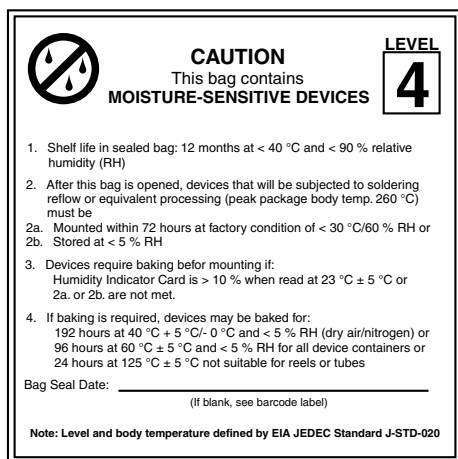 CAUTION
LEVEL
This bag contains
4
MOISTURE-SENSITIVE DEVICES
1. Shelf life in sealed bag: 12 months at < 40 °C and < 90 % relative
humidity (RH)
2. After this bag is opened, devices that will be subjected to soldering
reflow or equivalent processing (peak package body temp. 260 °C)
must be
2a. Mounted within 72 hours at factory condition of < 30 °C/60 % RH or
2b. Stored at < 5 % RH
3. Devices require baking befor mounting if:
Humidity Indicator Card is > 10 % when read at 23 °C ± 5 °C or
2a. or 2b. are not met.
4. If baking is required, devices may be baked for:
192 hours at 40 °C + 5 °C/- 0 °C and < 5 % RH (dry air/nitrogen) or
96 hours at 60 °C ± 5 °C and < 5 % RH for all device containers or
24 hours at 125 °C ± 5 °C not suitable for reels or tubes
Bag Seal Date:
(If blank, see barcode label)
Note: Level and body temperature defined by EIA JEDEC Standard J-STD-020